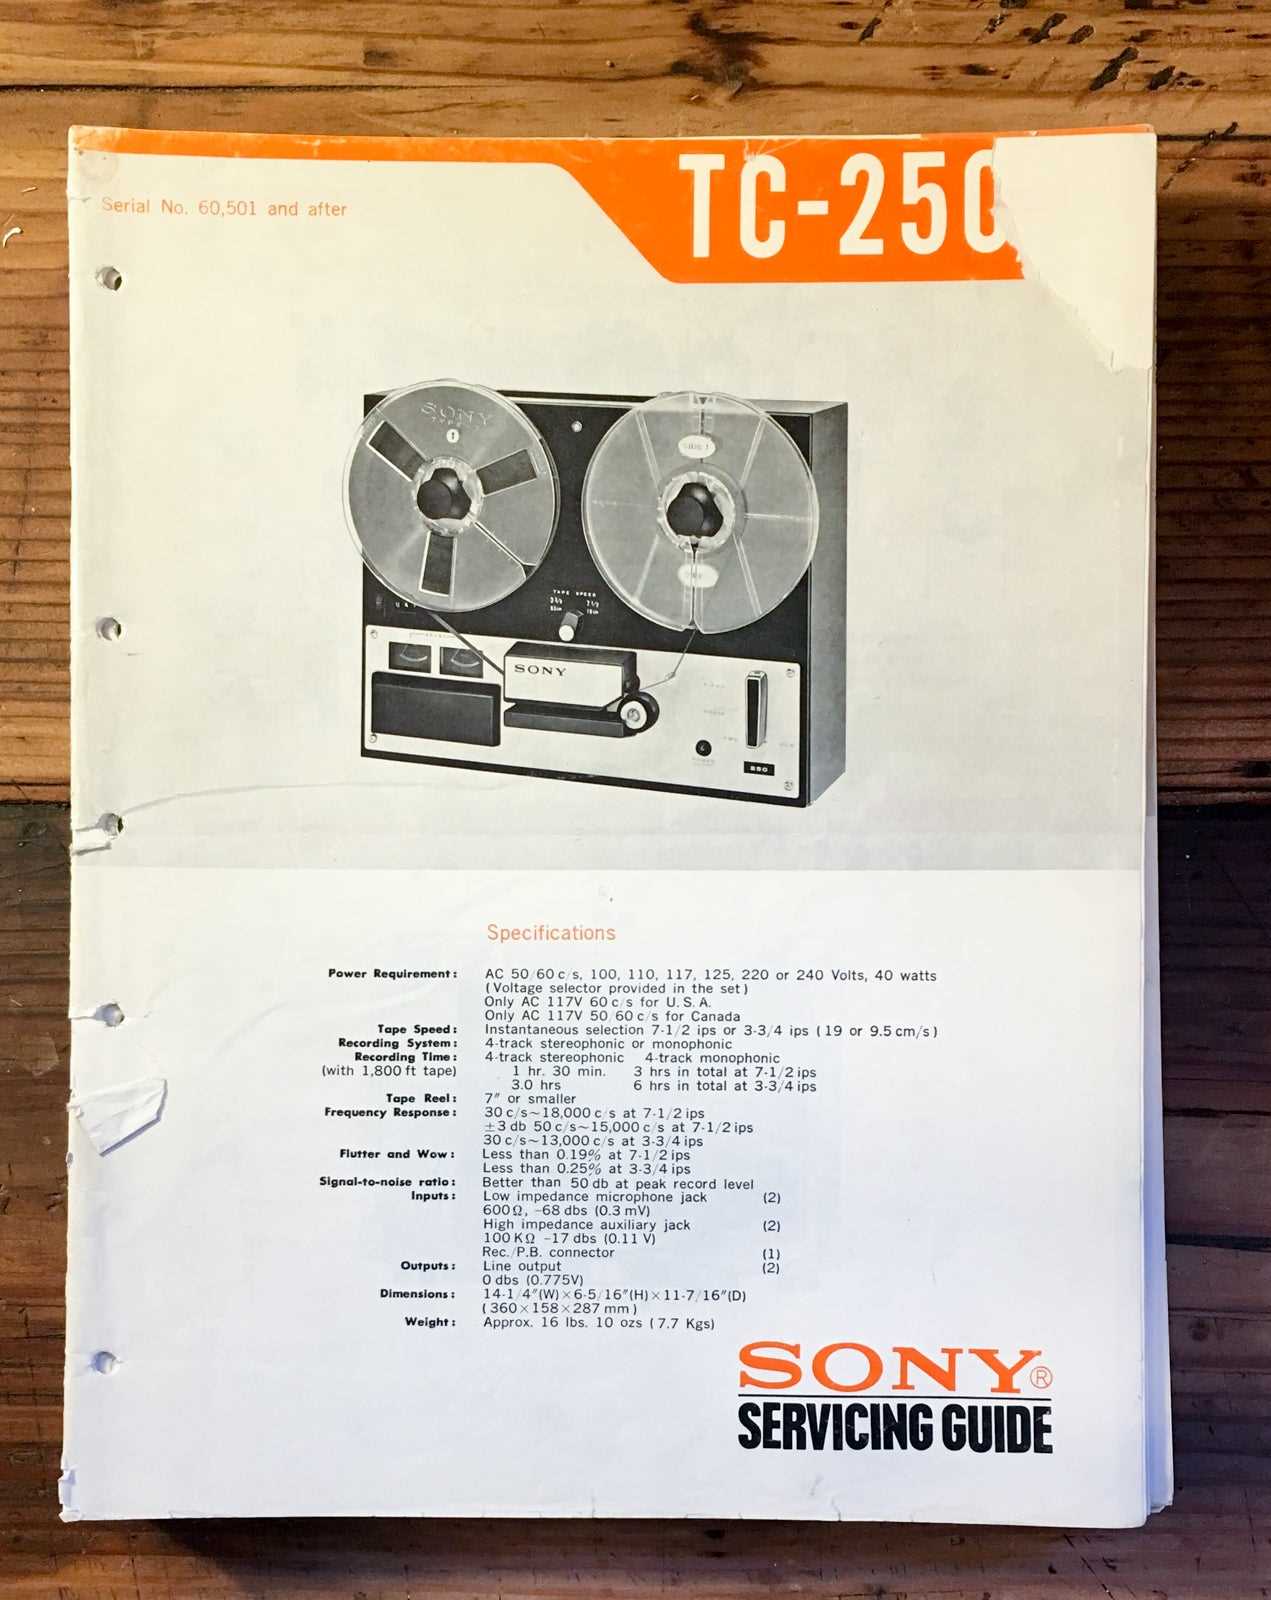 TC-250
Serial No. 60,501 and after
SONY
TAPE SPEED
3 3/4 7 1/2
SIDE 1
SONY
250
Specifications
Power Requirement: AC 50/60 c/s, 100, 110, 117, 125, 220 or 240 Volts, 40 watts
(Voltage selector provided in the set)
Only AC 117V 60 c/s for U.S.A.
Only AC 117V 50/60 c/s for Canada
Tape Speed: Instantaneous selection 7-1/2 ips or 3-3/4 ips (19 or 9.5 cm/s)
Recording System: 4-track stereophonic or monophonic
Recording Time: 4-track stereophonic 4-track monophonic
(with 1,800 ft tape) 1 hr. 30 min. 3 hrs in total at 7-1/2 ips
3.0 hrs 6 hrs in total at 3-3/4 ips
Tape Reel: 7" or smaller
Frequency Response: 30 c/s~18,000 c/s at 7-1/2 ips
±3 db 50 c/s~15,000 c/s at 7-1/2 ips
30 c/s~13,000 c/s at 3-3/4 ips
Flutter and Wow: Less than 0.19% at 7-1/2 ips
Less than 0.25% at 3-3/4 ips
Signal-to-noise ratio: Better than 50 db at peak record level
Inputs: Low impedance microphone jack (2)
600Ω, -68 dbs (0.3 mV)
High impedance auxiliary jack (2)
100 KΩ -17 dbs (0.11 V)
Rec./P.B. connector (1)
Outputs: Line output (2)
0 dbs (0.775V)
Dimensions: 14-1/4"(W)×6-5/16"(H)×11-7/16"(D)
(360×158×287 mm)
Weight: Approx. 16 lbs. 10 ozs (7.7 Kgs)
SONY®
SERVICING GUIDE